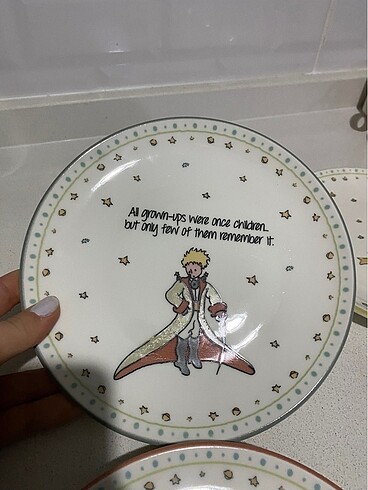 All grown-ups were once children...
but only few of them remember it.